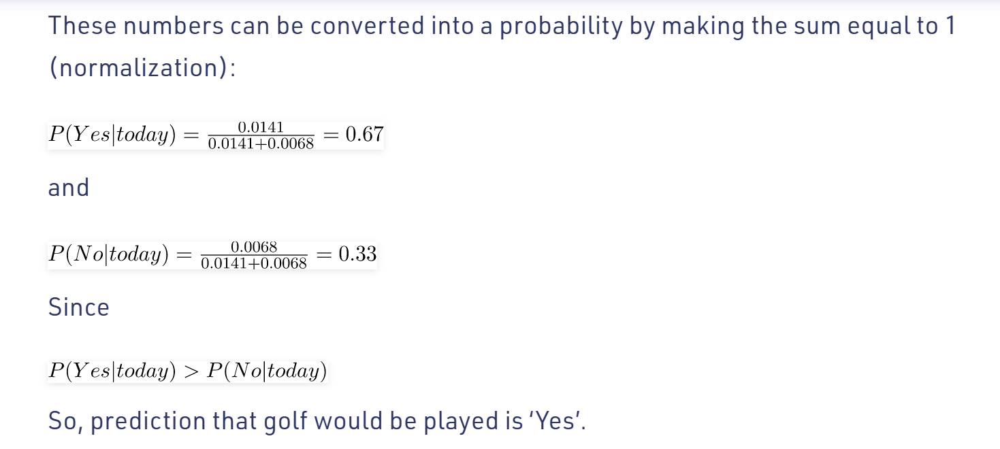 These numbers can be converted into a probability by making the sum equal to 1
(normalization):
P(Yes|today) = 0.0141 / 0.0141+0.0068 = 0.67
and
P(No|today) = 0.0068 / 0.0141+0.0068 = 0.33
Since
P(Yes|today) > P(No|today)
So, prediction that golf would be played is ‘Yes’.